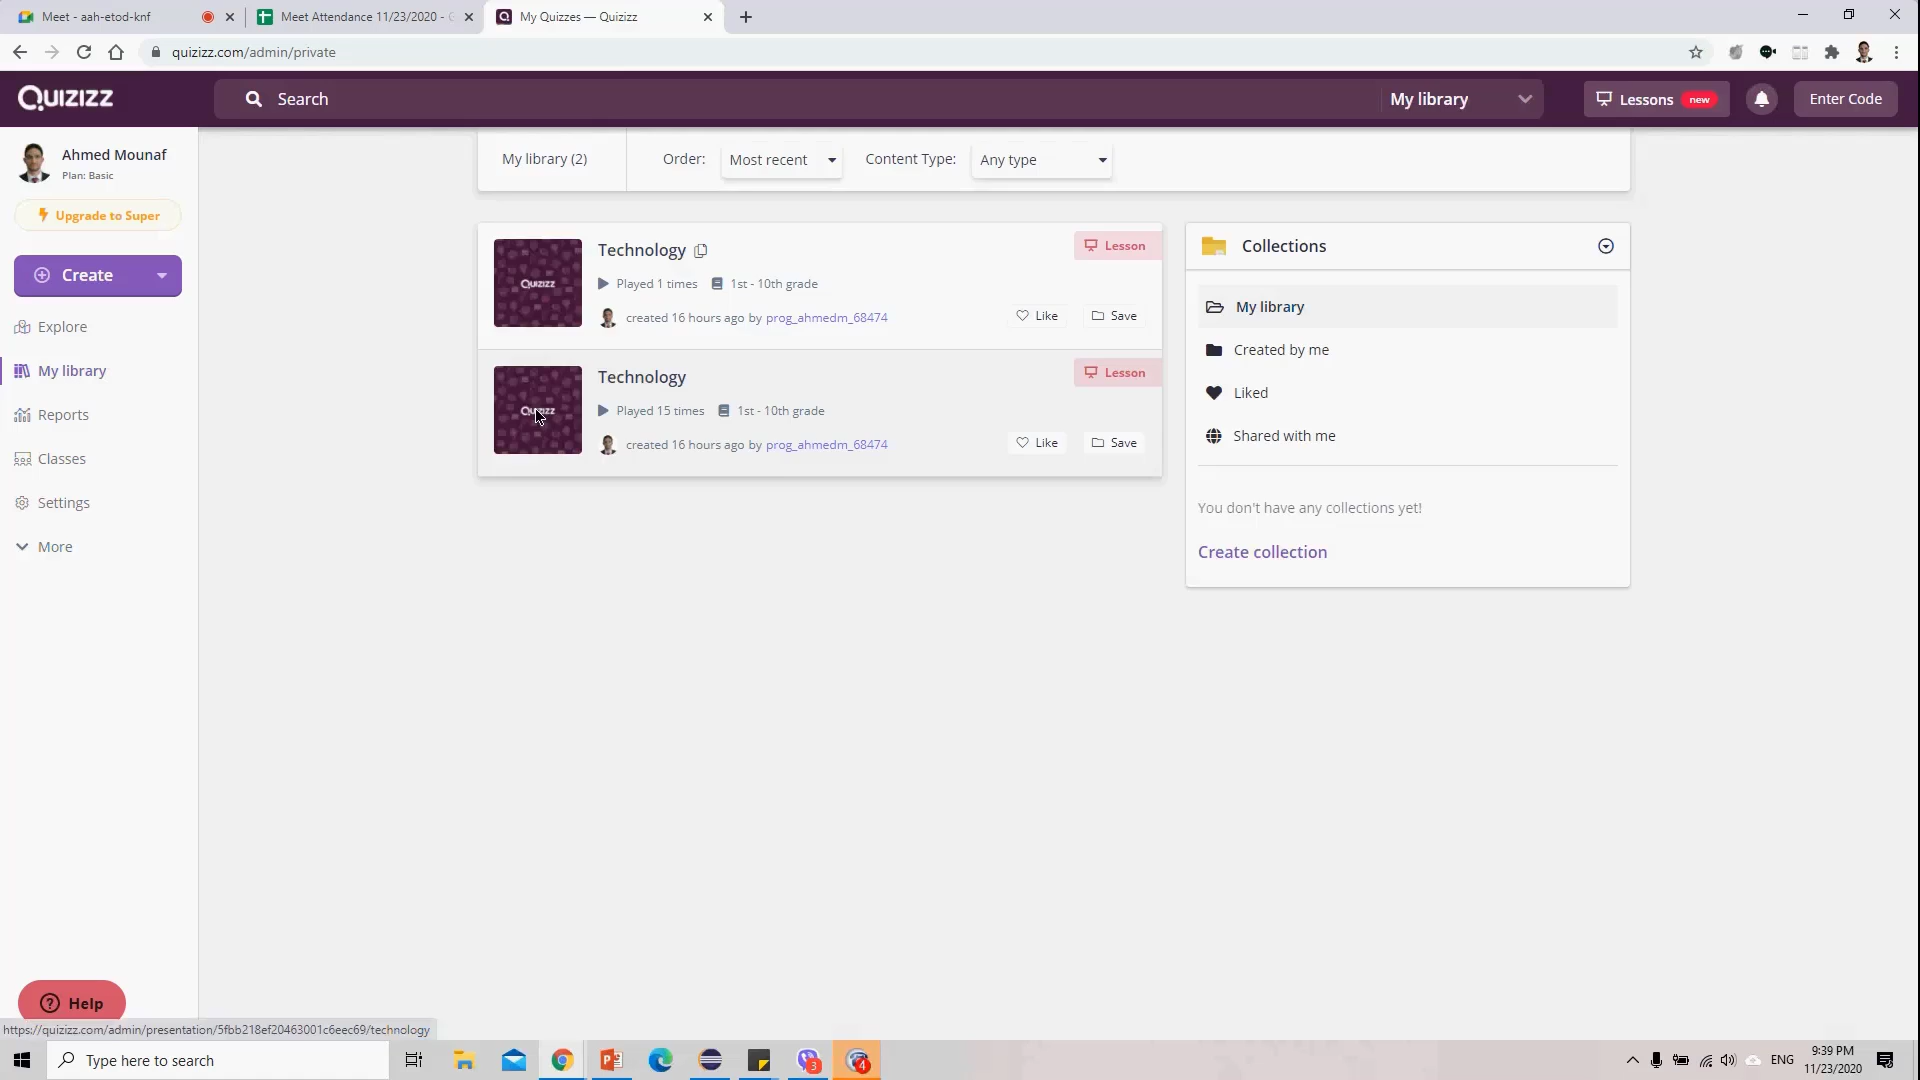 Meet - aah-etod-knf
Meet Attendance 11/23/2020 - G
My Quizzes — Quizizz
quizizz.com/admin/private
QUIZIZZ
Search
My library
Lessons new
Enter Code
Ahmed Mounaf
Plan: Basic
Upgrade to Super
Create
Explore
My library
Reports
Classes
Settings
More
My library (2)
Order:
Most recent
Content Type:
Any type
Quizizz
Technology
Lesson
Played 1 times
1st - 10th grade
created 16 hours ago by prog_ahmedm_68474
Like
Save
Technology
Lesson
Played 15 times
1st - 10th grade
created 16 hours ago by prog_ahmedm_68474
Like
Save
Collections
My library
Created by me
Liked
Shared with me
You don't have any collections yet!
Create collection
Help
https://quizizz.com/admin/presentation/5fbb218ef20463001c6eec69/technology
Type here to search
3
4
ENG
9:39 PM
11/23/2020